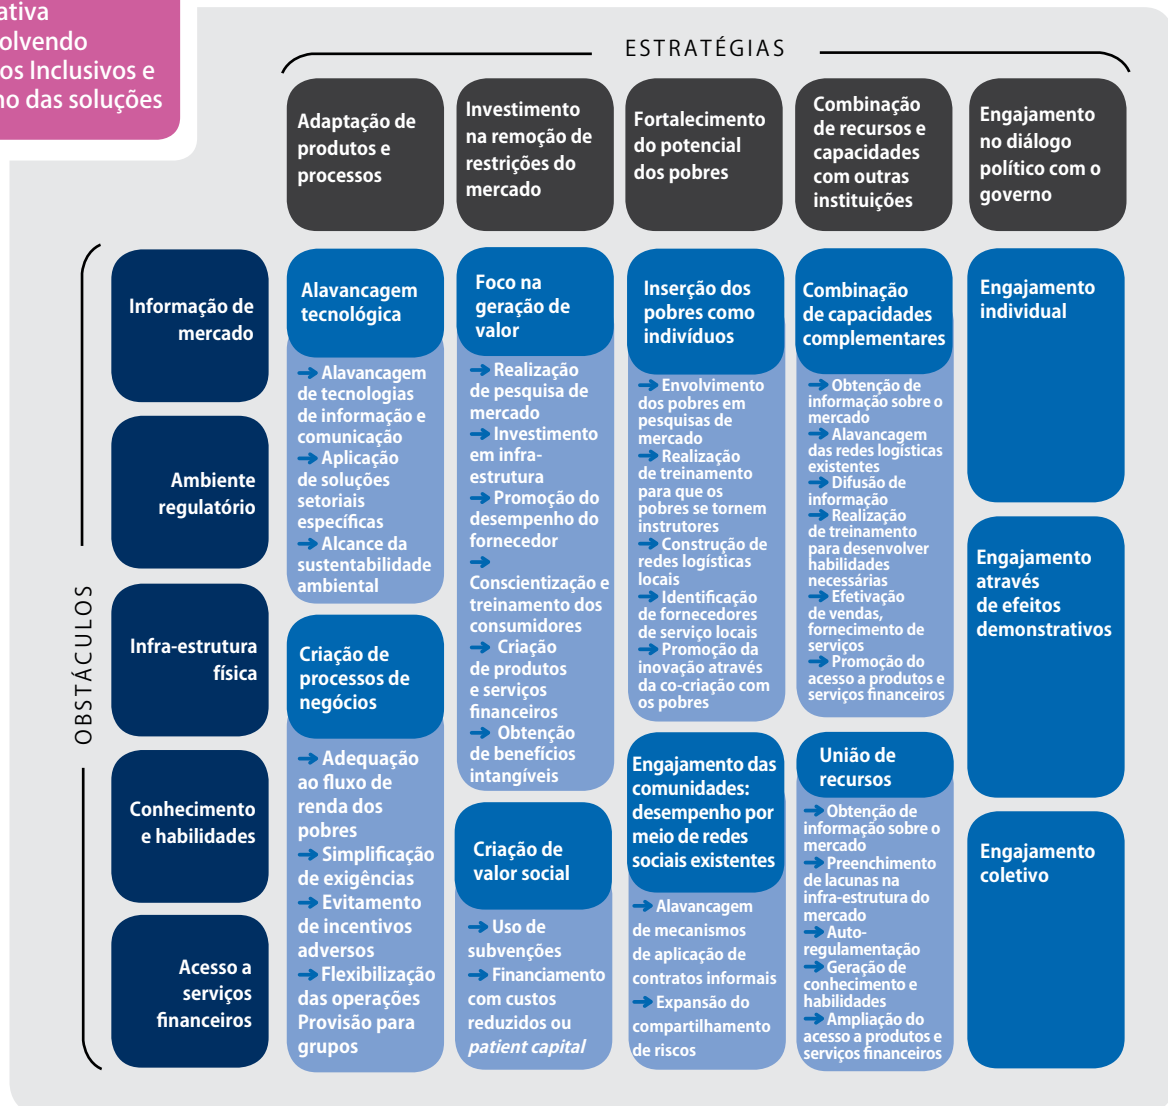 ativa
olvendo
os Inclusivos e
no das soluções
ESTRATÉGIAS
Adaptação de
produtos e
processos
Investimento
na remoção de
restrições do
mercado
Fortalecimento
do potencial
dos pobres
Combinação
de recursos e
capacidades
com outras
instituições
Engajamento
no diálogo
político com o
governo
OBSTÁCULOS
Informação de
mercado
Ambiente
regulatório
Infra-estrutura
física
Conhecimento
e habilidades
Acesso a
serviços
financeiros
Alavancagem
tecnológica
→ Alavancagem
de tecnologias
de informação e
comunicação
→ Aplicação
de soluções
setoriais
específicas
→ Alcance da
sustentabilidade
ambiental
Criação de
processos de
negócios
→ Adequação
ao fluxo de
renda dos
pobres
→ Simplificação
de exigências
→ Evitamento
de incentivos
adversos
→ Flexibilização
das operações
Provisão para
grupos
Foco na
geração de
valor
→ Realização
de pesquisa de
mercado
→ Investimento
em infra-
estrutura
→ Promoção do
desempenho do
fornecedor
→
Conscientização e
treinamento dos
consumidores
→ Criação
de produtos
e serviços
financeiros
→ Obtenção
de benefícios
intangíveis
Criação de
valor social
→ Uso de
subvenções
→ Financiamento
com custos
reduzidos ou
patient capital
Inserção dos
pobres como
indivíduos
→ Envolvimento
dos pobres em
pesquisas de
mercado
→ Realização
de treinamento
para que os
pobres se tornem
instrutores
→ Construção de
redes logísticas
locais
→ Identificação
de fornecedores
de serviço locais
→ Promoção da
inovação através
da co-criação com
os pobres
Engajamento das
comunidades:
desempenho por
meio de redes
sociais existentes
→ Alavancagem
de mecanismos
de aplicação de
contratos informais
→ Expansão do
compartilhamento
de riscos
Combinação
de capacidades
complementares
→ Obtenção de
informação sobre o
mercado
→ Alavancagem
das redes logísticas
existentes
→ Difusão de
informação
→ Realização
de treinamento
para desenvolver
habilidades
necessárias
→ Efetivação
de vendas,
fornecimento de
serviços
→ Promoção do
acesso a produtos e
serviços financeiros
União de
recursos
→ Obtenção de
informação sobre o
mercado
→ Preenchimento
de lacunas na
infra-estrutura do
mercado
→ Auto-
regulamentação
→ Geração de
conhecimento e
habilidades
→ Ampliação do
acesso a produtos e
serviços financeiros
Engajamento
individual
Engajamento
através
de efeitos
demonstrativos
Engajamento
coletivo